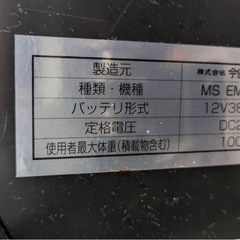 製造元 株式会社 今
種類・機種 MS EM
バッテリ形式 12V38
定格電圧 DC2
使用者最大体重(積載物含む) 100